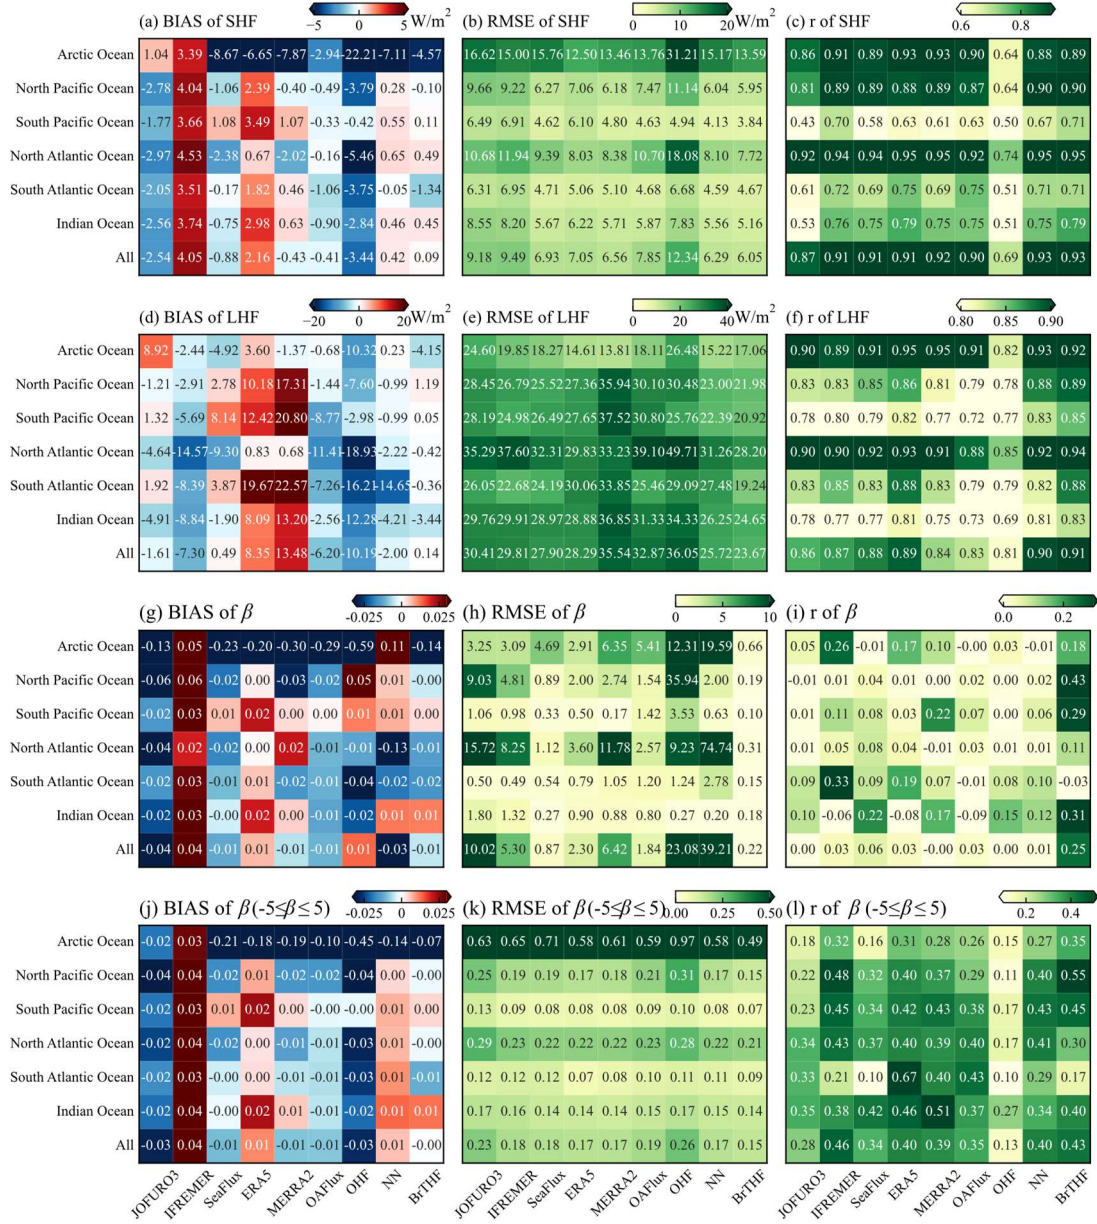 (a) BIAS of SHF
−5 0 5 W/m²
Arctic Ocean 1.04 3.39 -8.67 -6.65 -7.87 -2.94 -22.21 -7.11 -4.57
North Pacific Ocean -2.78 4.04 -1.06 2.39 -0.40 -0.49 -3.79 0.28 -0.10
South Pacific Ocean -1.77 3.66 1.08 3.49 1.07 -0.33 -0.42 0.55 0.11
North Atlantic Ocean -2.97 4.53 -2.38 0.67 -2.02 -0.16 -5.46 0.65 0.49
South Atlantic Ocean -2.05 3.51 -0.17 1.82 0.46 -1.06 -3.75 -0.05 -1.34
Indian Ocean -2.56 3.74 -0.75 2.98 0.63 -0.90 -2.84 0.46 0.45
All -2.54 4.05 -0.88 2.16 -0.43 -0.41 -3.44 0.42 0.09
(b) RMSE of SHF
0 10 20 W/m²
16.62 15.00 15.76 12.50 13.46 13.76 31.21 15.17 13.59
9.66 9.22 6.27 7.06 6.18 7.47 11.14 6.04 5.95
6.49 6.91 4.62 6.10 4.80 4.63 4.94 4.13 3.84
10.68 11.94 9.39 8.03 8.38 10.70 18.08 8.10 7.72
6.31 6.95 4.71 5.06 5.10 4.68 6.68 4.59 4.67
8.55 8.20 5.67 6.22 5.71 5.87 7.83 5.56 5.16
9.18 9.49 6.93 7.05 6.56 7.85 12.34 6.29 6.05
(c) r of SHF
0.6 0.8
0.86 0.91 0.89 0.93 0.93 0.90 0.64 0.88 0.89
0.81 0.89 0.89 0.88 0.89 0.87 0.64 0.90 0.90
0.43 0.70 0.58 0.63 0.61 0.63 0.50 0.67 0.71
0.92 0.94 0.94 0.95 0.95 0.92 0.74 0.95 0.95
0.61 0.72 0.69 0.75 0.69 0.75 0.51 0.71 0.71
0.53 0.76 0.75 0.79 0.75 0.75 0.51 0.75 0.79
0.87 0.91 0.91 0.91 0.92 0.90 0.69 0.93 0.93
(d) BIAS of LHF
−20 0 20 W/m²
Arctic Ocean 8.92 -2.44 -4.92 3.60 -1.37 -0.68 -10.32 0.23 -4.15
North Pacific Ocean -1.21 -2.91 2.78 10.18 17.31 -1.44 -7.60 -0.99 1.19
South Pacific Ocean 1.32 -5.69 8.14 12.42 20.80 -8.77 -2.98 -0.99 0.05
North Atlantic Ocean -4.64 -14.57 -9.30 0.83 0.68 -11.41 -18.93 -2.22 -0.42
South Atlantic Ocean 1.92 -8.39 3.87 19.67 22.57 -7.26 -16.21 -14.65 -0.36
Indian Ocean -4.91 -8.84 -1.90 8.09 13.20 -2.56 -12.28 -4.21 -3.44
All -1.61 -7.30 0.49 8.35 13.48 -6.20 -10.19 -2.00 0.14
(e) RMSE of LHF
0 20 40 W/m²
24.60 19.85 18.27 14.61 13.81 18.11 26.48 15.22 17.06
28.45 26.79 25.52 27.36 35.94 30.10 30.48 23.00 21.98
28.19 24.98 26.49 27.65 37.52 30.80 25.76 22.39 20.92
35.29 37.60 32.31 29.83 33.23 39.10 49.71 31.26 28.20
26.05 22.68 24.19 30.06 33.85 25.46 29.09 27.48 19.24
29.76 29.91 28.97 28.88 36.85 31.33 34.33 26.25 24.65
30.41 29.81 27.90 28.29 35.54 32.87 36.05 25.72 23.67
(f) r of LHF
0.80 0.85 0.90
0.90 0.89 0.91 0.95 0.95 0.91 0.82 0.93 0.92
0.83 0.83 0.85 0.86 0.81 0.79 0.78 0.88 0.89
0.78 0.80 0.79 0.82 0.77 0.72 0.77 0.83 0.85
0.90 0.90 0.92 0.93 0.91 0.88 0.85 0.92 0.94
0.83 0.85 0.83 0.88 0.83 0.79 0.79 0.82 0.88
0.78 0.77 0.77 0.81 0.75 0.73 0.69 0.81 0.83
0.86 0.87 0.88 0.89 0.84 0.83 0.81 0.90 0.91
(g) BIAS of β
-0.025 0 0.025
Arctic Ocean -0.13 0.05 -0.23 -0.20 -0.30 -0.29 -0.59 0.11 -0.14
North Pacific Ocean -0.06 0.06 -0.02 0.00 -0.03 -0.02 0.05 0.01 -0.00
South Pacific Ocean -0.02 0.03 0.01 0.02 0.00 0.00 0.01 0.01 0.00
North Atlantic Ocean -0.04 0.02 -0.02 0.00 0.02 -0.01 -0.01 -0.13 -0.01
South Atlantic Ocean -0.02 0.03 -0.01 0.01 -0.02 -0.01 -0.04 -0.02 -0.02
Indian Ocean -0.02 0.03 -0.00 0.02 0.00 -0.01 -0.02 0.01 0.01
All -0.04 0.04 -0.01 0.01 -0.01 -0.01 0.01 -0.03 -0.01
(h) RMSE of β
0 5 10
3.25 3.09 4.69 2.91 6.35 5.41 12.31 19.59 0.66
9.03 4.81 0.89 2.00 2.74 1.54 35.94 2.00 0.19
1.06 0.98 0.33 0.50 0.17 1.42 3.53 0.63 0.10
15.72 8.25 1.12 3.60 11.78 2.57 9.23 74.74 0.31
0.50 0.49 0.54 0.79 1.05 1.20 1.24 2.78 0.15
1.80 1.32 0.27 0.90 0.88 0.80 0.27 0.20 0.18
10.02 5.30 0.87 2.30 6.42 1.84 23.08 39.21 0.22
(i) r of β
0.0 0.2
0.05 0.26 -0.01 0.17 0.10 -0.00 0.03 -0.01 0.18
-0.01 0.01 0.04 0.01 0.00 0.02 0.00 0.02 0.43
0.01 0.11 0.08 0.03 0.22 0.07 0.00 0.06 0.29
0.01 0.05 0.08 0.04 -0.01 0.03 0.01 0.01 0.11
0.09 0.33 0.09 0.19 0.07 -0.01 0.08 0.10 -0.03
0.10 -0.06 0.22 -0.08 0.17 -0.09 0.15 0.12 0.31
0.00 0.03 0.06 0.03 -0.00 0.03 0.00 0.01 0.25
(j) BIAS of β (-5≤β≤ 5)
-0.025 0 0.025
Arctic Ocean -0.02 0.03 -0.21 -0.18 -0.19 -0.10 -0.45 -0.14 -0.07
North Pacific Ocean -0.04 0.04 -0.02 0.01 -0.02 -0.02 -0.04 0.00 -0.00
South Pacific Ocean -0.02 0.03 0.01 0.02 0.00 -0.00 -0.00 0.01 0.00
North Atlantic Ocean -0.02 0.04 -0.02 0.00 -0.01 -0.01 -0.03 0.01 -0.00
South Atlantic Ocean -0.02 0.03 -0.00 0.00 -0.01 -0.01 -0.03 0.01 -0.01
Indian Ocean -0.02 0.04 -0.00 0.02 0.01 -0.01 -0.02 0.01 0.01
All -0.03 0.04 -0.01 0.01 -0.01 -0.01 -0.03 0.01 -0.00
(k) RMSE of β (-5≤β≤ 5)
0.00 0.25 0.50
0.63 0.65 0.71 0.58 0.61 0.59 0.97 0.58 0.49
0.25 0.19 0.19 0.17 0.18 0.21 0.31 0.17 0.15
0.13 0.09 0.08 0.08 0.08 0.09 0.10 0.08 0.07
0.29 0.23 0.22 0.22 0.22 0.23 0.28 0.22 0.21
0.12 0.12 0.12 0.07 0.08 0.10 0.11 0.11 0.09
0.17 0.16 0.14 0.14 0.14 0.15 0.17 0.15 0.14
0.23 0.18 0.18 0.17 0.17 0.19 0.26 0.17 0.15
(l) r of β (-5≤β≤ 5)
0.2 0.4
0.18 0.32 0.16 0.31 0.28 0.26 0.15 0.27 0.35
0.22 0.48 0.32 0.40 0.37 0.29 0.11 0.40 0.55
0.23 0.45 0.34 0.42 0.43 0.38 0.17 0.43 0.45
0.34 0.43 0.37 0.40 0.39 0.40 0.17 0.41 0.30
0.33 0.21 0.10 0.67 0.40 0.43 0.10 0.29 0.17
0.35 0.38 0.42 0.46 0.51 0.37 0.27 0.34 0.40
0.28 0.46 0.34 0.40 0.39 0.35 0.13 0.40 0.43
JOFURO3 IFREMER SeaFlux ERA5 MERRA2 OAFlux OHF NN BrTHF
JOFURO3 IFREMER SeaFlux ERA5 MERRA2 OAFlux OHF NN BrTHF
JOFURO3 IFREMER SeaFlux ERA5 MERRA2 OAFlux OHF NN BrTHF